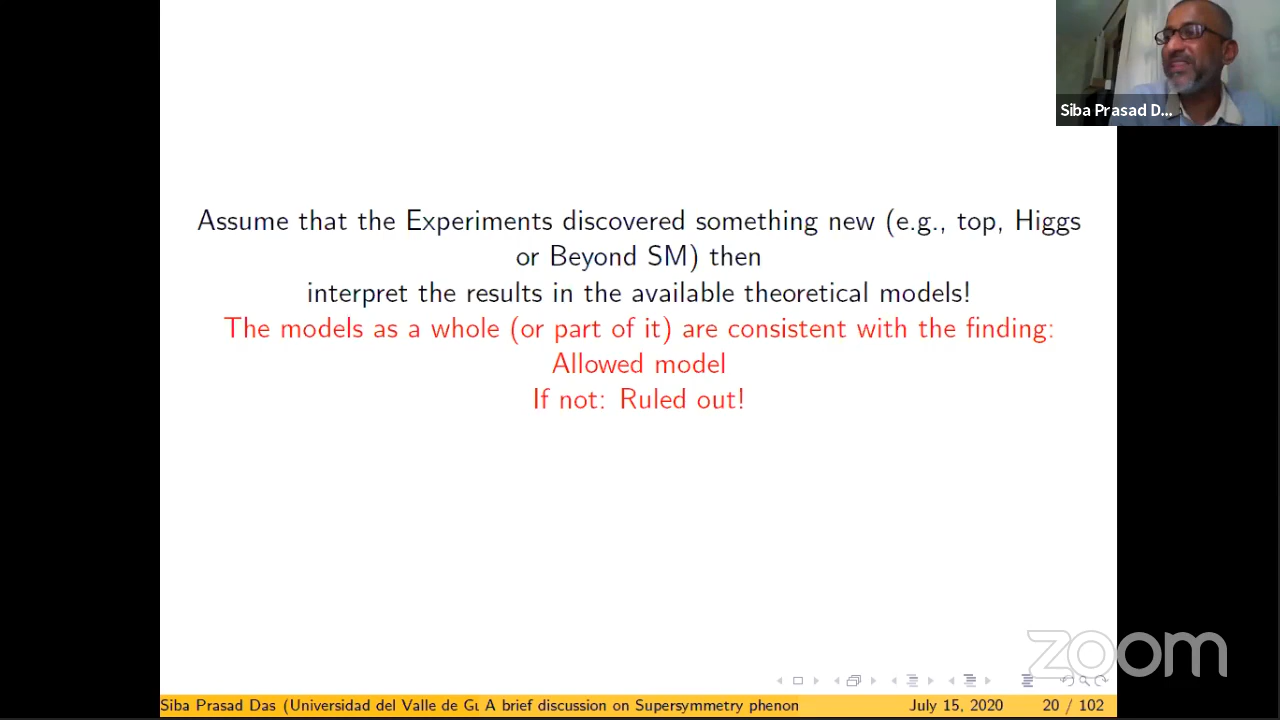 Siba Prasad D...
Assume that the Experiments discovered something new (e.g., top, Higgs
or Beyond SM) then
interpret the results in the available theoretical models!
The models as a whole (or part of it) are consistent with the finding:
Allowed model
If not: Ruled out!
zoom
Siba Prasad Das (Universidad del Valle de Gu A brief discussion on Supersymmetry phenon July 15, 2020 20 / 102